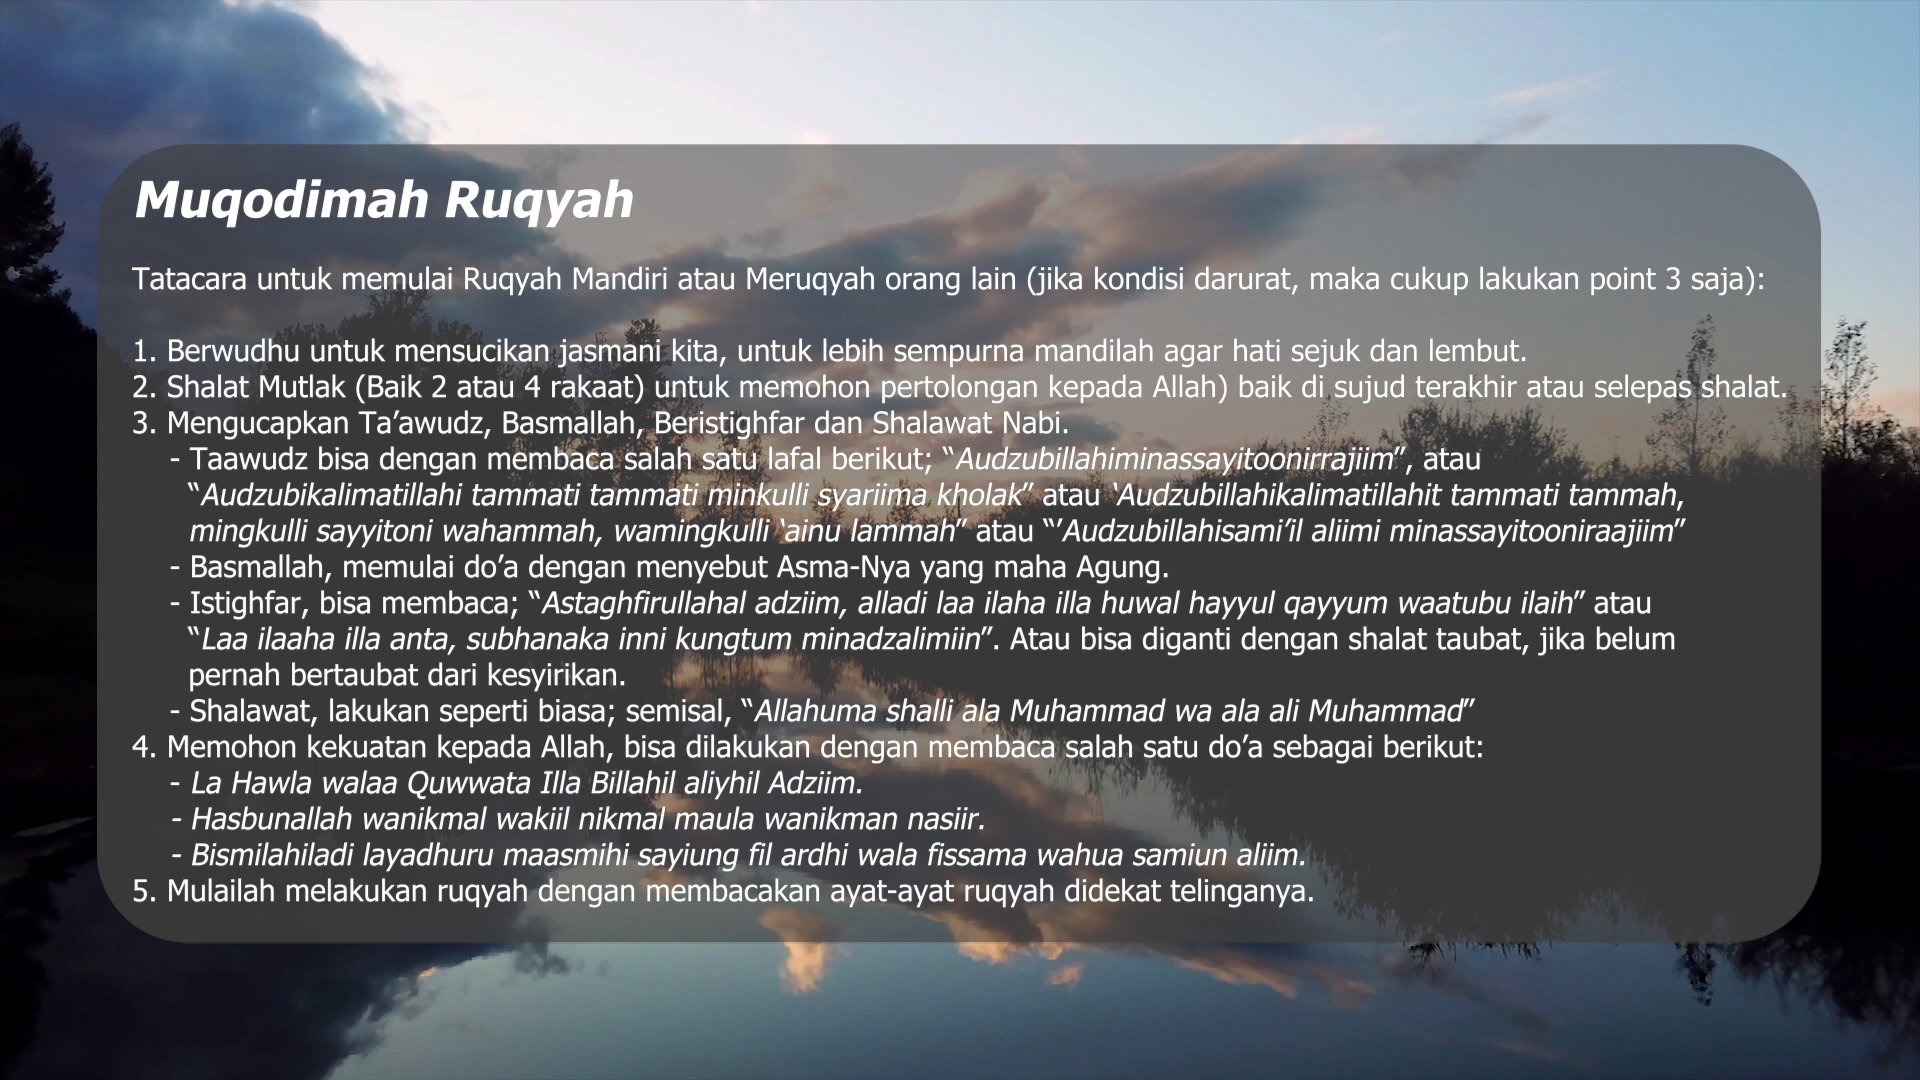 Muqodimah Ruqyah
Tatacara untuk memulai Ruqyah Mandiri atau Meruqyah orang lain (jika kondisi darurat, maka cukup lakukan point 3 saja):
1. Berwudhu untuk mensucikan jasmani kita, untuk lebih sempurna mandilah agar hati sejuk dan lembut.
2. Shalat Mutlak (Baik 2 atau 4 rakaat) untuk memohon pertolongan kepada Allah) baik di sujud terakhir atau selepas shalat.
3. Mengucapkan Ta’awudz, Basmallah, Beristighfar dan Shalawat Nabi.
- Taawudz bisa dengan membaca salah satu lafal berikut; “Audzubillahiminassayitoonirrajiim”, atau
“Audzubikalimatillahi tammati tammati minkulli syariima kholak” atau ‘Audzubillahikalimatillahit tammati tammah,
mingkulli sayyitoni wahammah, wamingkulli ‘ainu lammah” atau “’Audzubillahisami’il aliimi minassayitooniraajiim”
- Basmallah, memulai do’a dengan menyebut Asma-Nya yang maha Agung.
- Istighfar, bisa membaca; “Astaghfirullahal adziim, alladi laa ilaha illa huwal hayyul qayyum waatubu ilaih” atau
“Laa ilaaha illa anta, subhanaka inni kungtum minadzalimiin”. Atau bisa diganti dengan shalat taubat, jika belum
pernah bertaubat dari kesyirikan.
- Shalawat, lakukan seperti biasa; semisal, “Allahuma shalli ala Muhammad wa ala ali Muhammad”
4. Memohon kekuatan kepada Allah, bisa dilakukan dengan membaca salah satu do’a sebagai berikut:
- La Hawla walaa Quwwata Illa Billahil aliyhil Adziim.
- Hasbunallah wanikmal wakiil nikmal maula wanikman nasiir.
- Bismilahiladi layadhuru maasmihi sayiung fil ardhi wala fissama wahua samiun aliim.
5. Mulailah melakukan ruqyah dengan membacakan ayat-ayat ruqyah didekat telinganya.